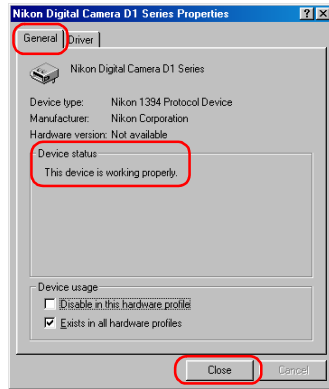 Nikon Digital Camera D1 Series Properties
General Driver
Nikon Digital Camera D1 Series
Device type: Nikon 1394 Protocol Device
Manufacturer: Nikon Corporation
Hardware version: Not available
Device status
This device is working properly.
Device usage
Disable in this hardware profile
Exists in all hardware profiles
Close Cancel